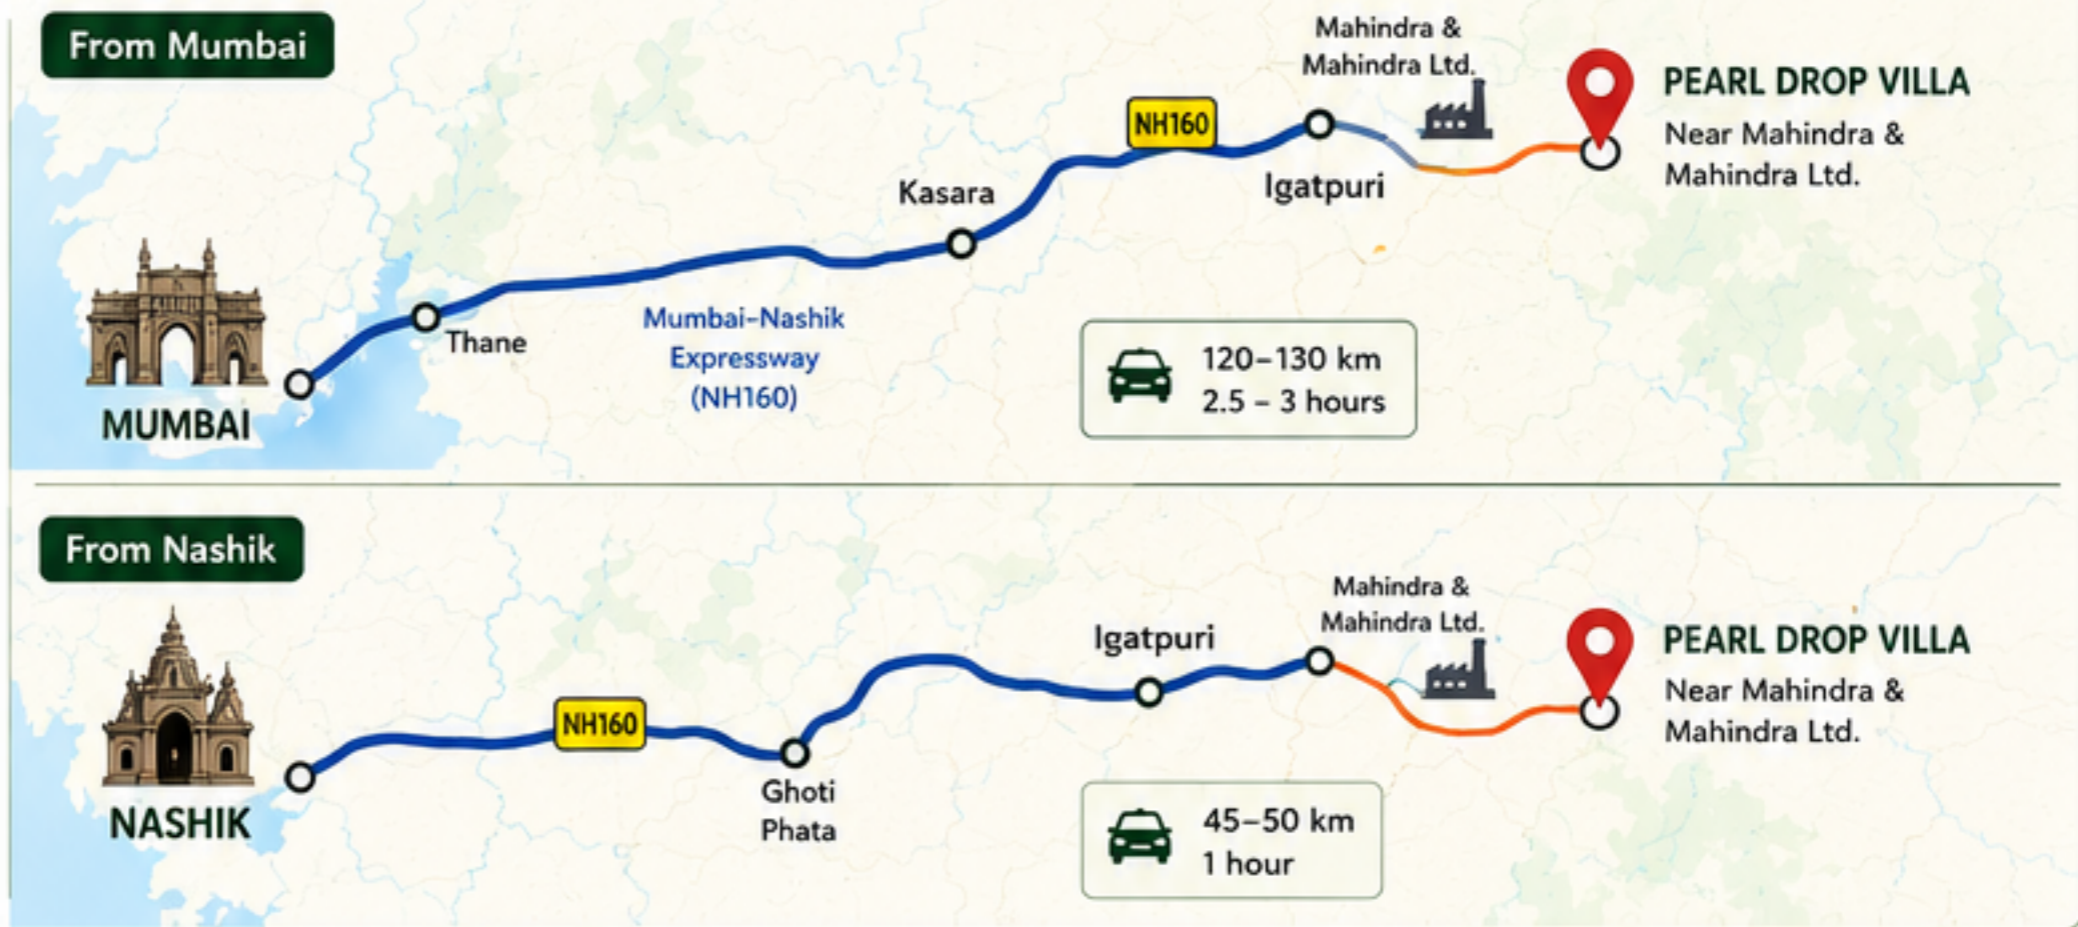 From Mumbai
Mahindra &
Mahindra Ltd.
NH160
PEARL DROP VILLA
Near Mahindra &
Mahindra Ltd.
Kasara
Igatpuri
Thane
Mumbai–Nashik
Expressway
(NH160)
120–130 km
2.5 – 3 hours
MUMBAI
From Nashik
Mahindra &
Mahindra Ltd.
Igatpuri
PEARL DROP VILLA
Near Mahindra &
Mahindra Ltd.
NH160
Ghoti
Phata
NASHIK
45–50 km
1 hour